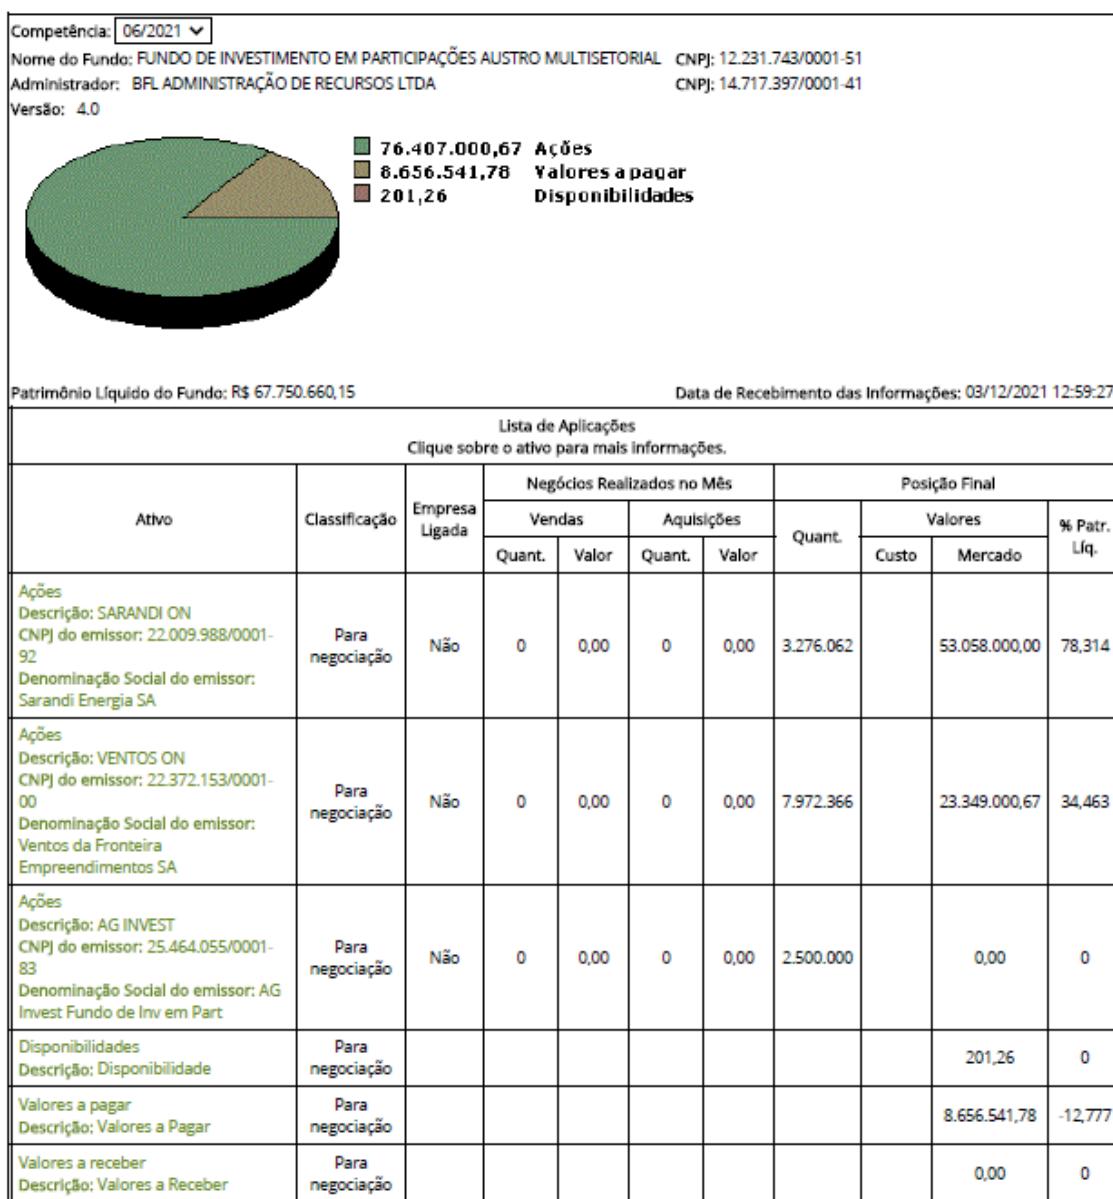 Competência: 06/2021
Nome do Fundo: FUNDO DE INVESTIMENTO EM PARTICIPAÇÕES AUSTRO MULTISETORIAL CNPJ: 12.231.743/0001-51
Administrador: BFL ADMINISTRAÇÃO DE RECURSOS LTDA CNPJ: 14.717.397/0001-41
Versão: 4.0
76.407.000,67 Ações
8.656.541,78 Valores a pagar
201,26 Disponibilidades
Patrimônio Líquido do Fundo: R$ 67.750.660,15 Data de Recebimento das Informações: 03/12/2021 12:59:27
Lista de Aplicações
Clique sobre o ativo para mais informações.
Ativo Classificação Empresa Ligada Negócios Realizados no Mês Posição Final
Vendas Aquisições Quant. Valores % Patr. Líq.
Quant. Valor Quant. Valor Custo Mercado
Ações
Descrição: SARANDI ON
CNPJ do emissor: 22.009.988/0001-
92
Denominação Social do emissor:
Sarandi Energia SA
Para
negociação
Não 0 0,00 0 0,00 3.276.062 53.058.000,00 78,314
Ações
Descrição: VENTOS ON
CNPJ do emissor: 22.372.153/0001-
00
Denominação Social do emissor:
Ventos da Fronteira
Empreendimentos SA
Para
negociação
Não 0 0,00 0 0,00 7.972.366 23.349.000,67 34,463
Ações
Descrição: AG INVEST
CNPJ do emissor: 25.464.055/0001-
83
Denominação Social do emissor: AG
Invest Fundo de Inv em Part
Para
negociação
Não 0 0,00 0 0,00 2.500.000 0,00 0
Disponibilidades
Descrição: Disponibilidade
Para
negociação
201,26 0
Valores a pagar
Descrição: Valores a Pagar
Para
negociação
8.656.541,78 -12,777
Valores a receber
Descrição: Valores a Receber
Para
negociação
0,00 0